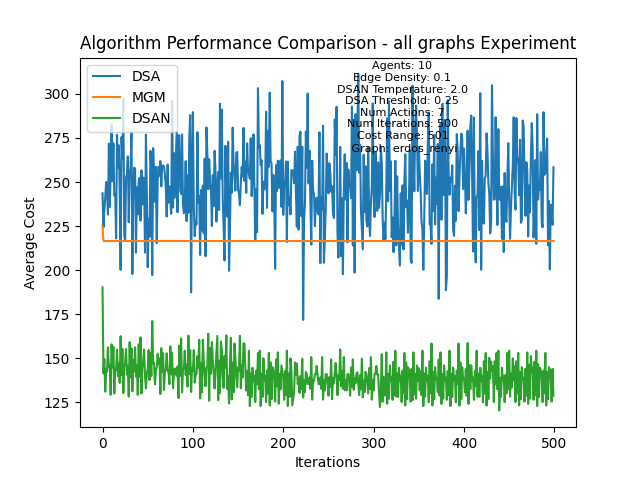 Algorithm Performance Comparison - all graphs Experiment
DSA
MGM
DSAN
Agents: 10
Edge Density: 0.1
DSAN Temperature: 2.0
DSA Threshold: 0.25
Num Actions: 7
Num Iterations: 500
Cost Range: 501
Graph: erdos_renyi
Average Cost
300
275
250
225
200
175
150
125
0 100 200 300 400 500
Iterations